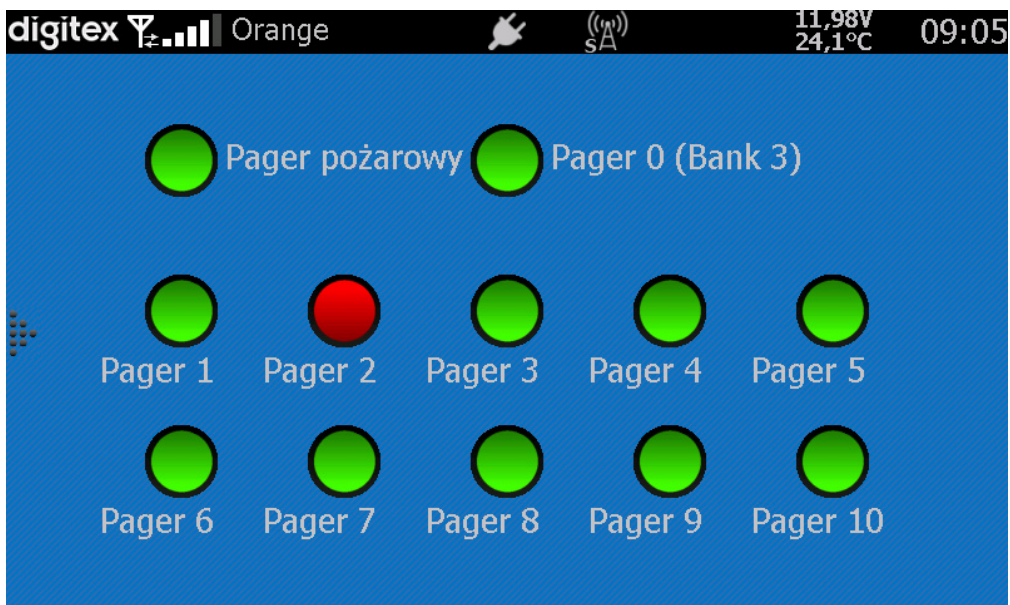 digitex Orange 11,98V 09:05
sA 24,1°C
Pager pożarowy Pager 0 (Bank 3)
Pager 1 Pager 2 Pager 3 Pager 4 Pager 5
Pager 6 Pager 7 Pager 8 Pager 9 Pager 10